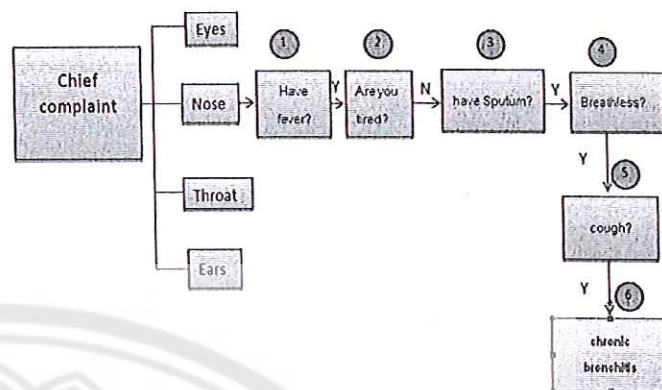 Eyes
1
2
3
4
Chief
complaint
Nose
Have
fever?
Y
Are you
tired?
N
have Sputum?
Y
Breathless?
Y
5
Throat
cough?
Ears
Y
6
chronic
bronchitis